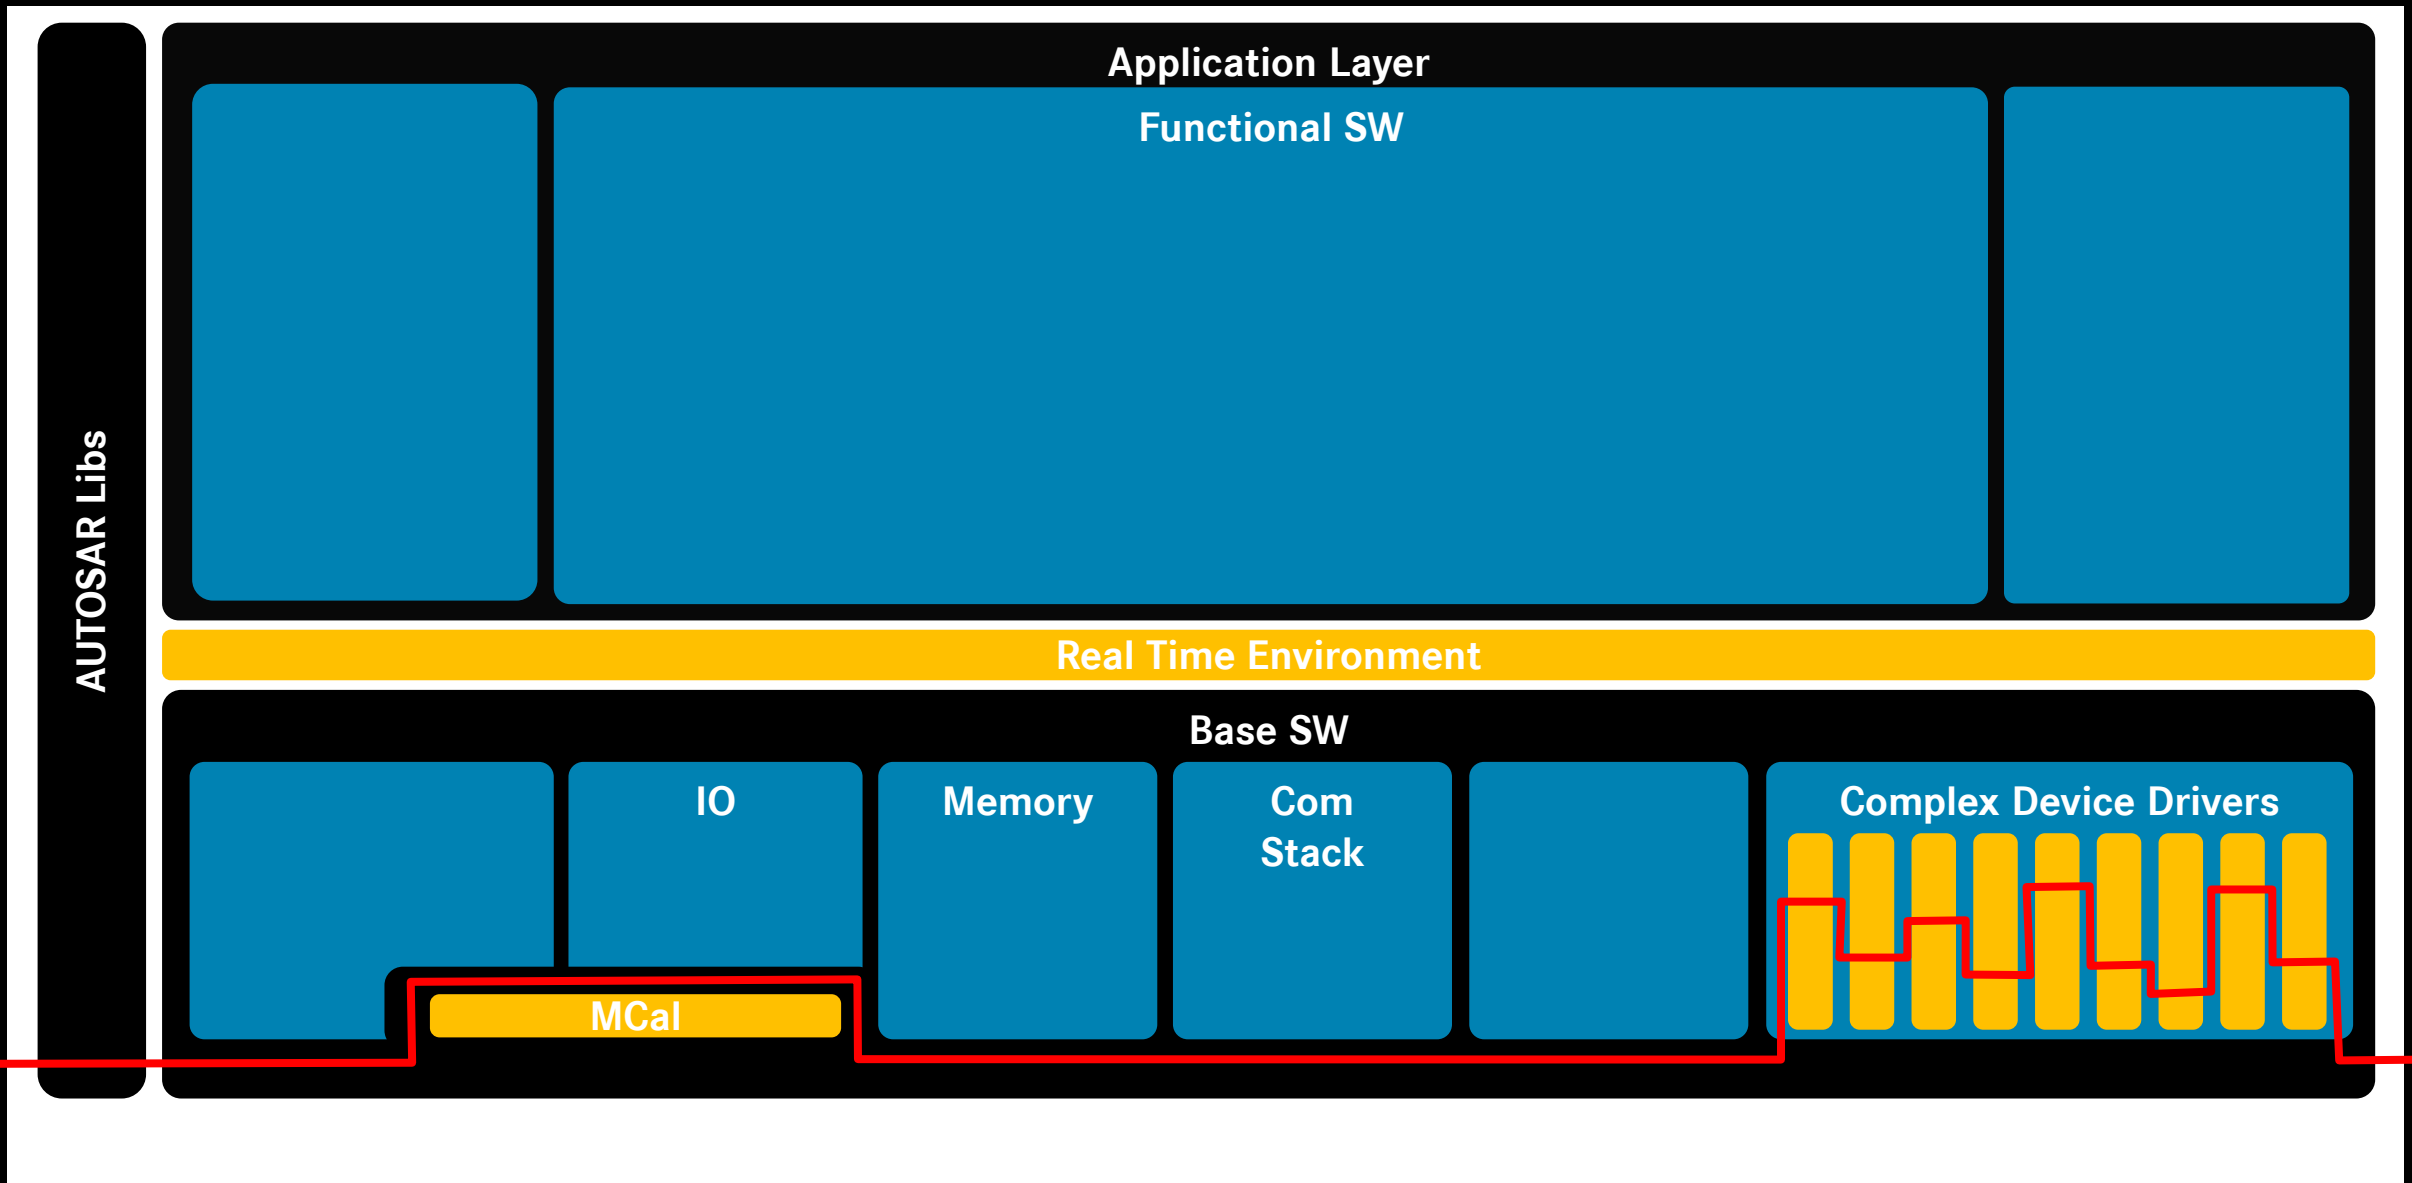 Application Layer
Functional SW
AUTOSAR Libs
Real Time Environment
Base SW
IO
Memory
Com
Stack
Complex Device Drivers
MCal